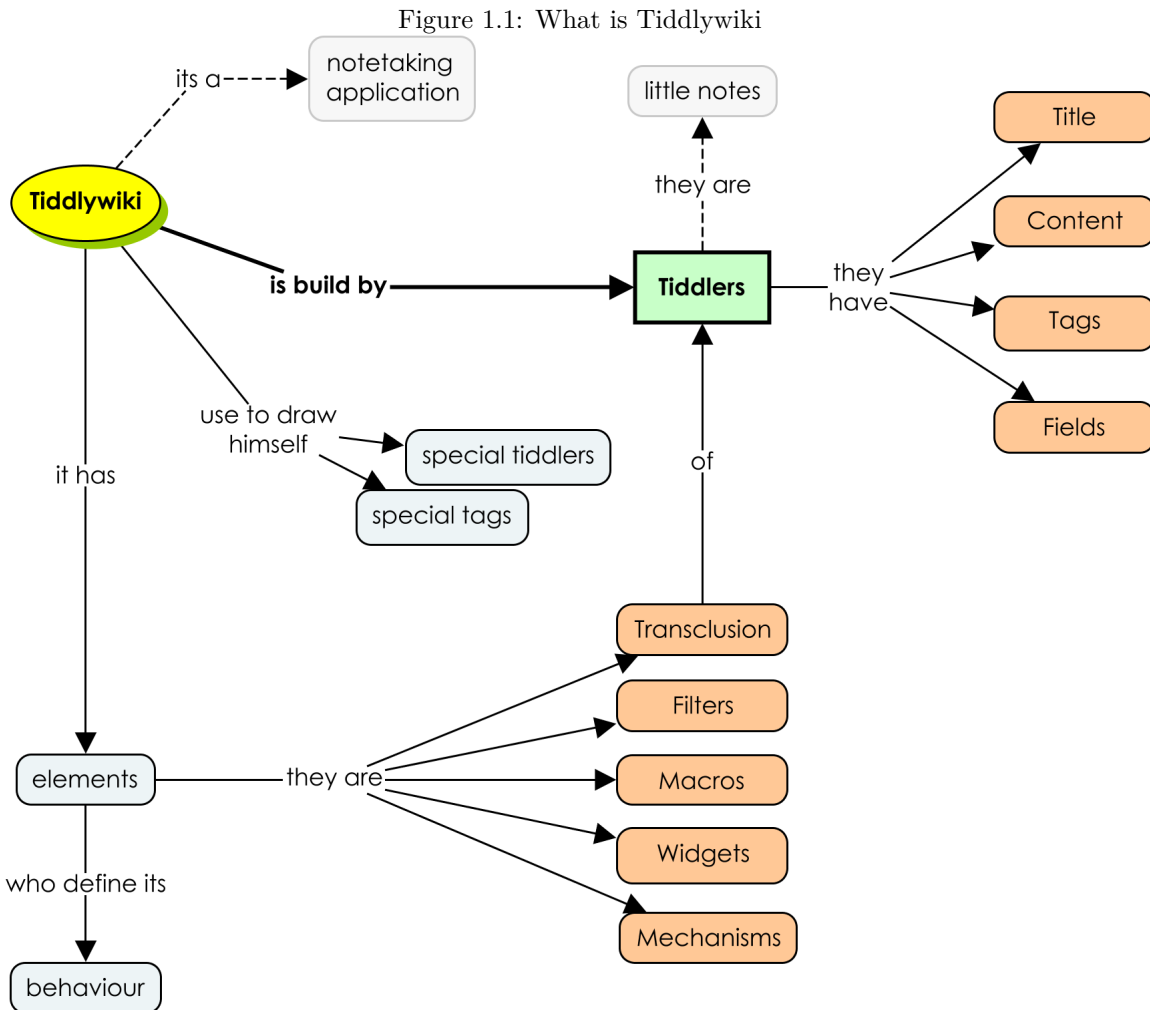 Figure 1.1: What is Tiddlywiki
its a
notetaking
application
little notes
they are
Title
Content
Tags
Fields
Tiddlywiki
is build by
Tiddlers
they
have
use to draw
himself
special tiddlers
special tags
it has
of
Transclusion
Filters
Macros
Widgets
Mechanisms
elements
they are
who define its
behaviour